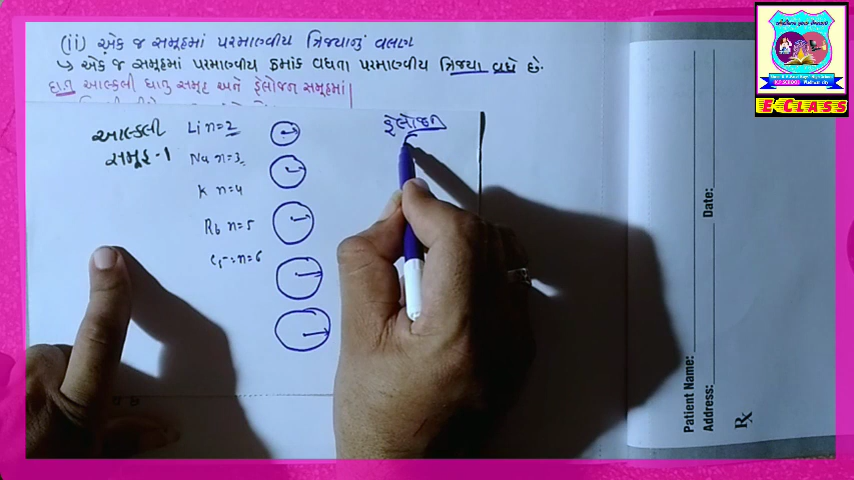 (ii) એક જ સમૂહમાં પરમાણ્વીય ત્રિજ્યાનું વલણ
→ એક જ સમૂહમાં પરમાણ્વીય ક્રમાંક વધતા પરમાણ્વીય ત્રિજ્યા વધે છે.
દા.ત આલ્કલી ધાતુ સમૂહ અને હેલોજન સમૂહમાં
આલ્કલી
સમૂહ-1
Li n=2
Na n=3
K n=4
Rb n=5
n=6
હેલોજન
E CLASS
Patient Name:
Address:
Date:
Rx